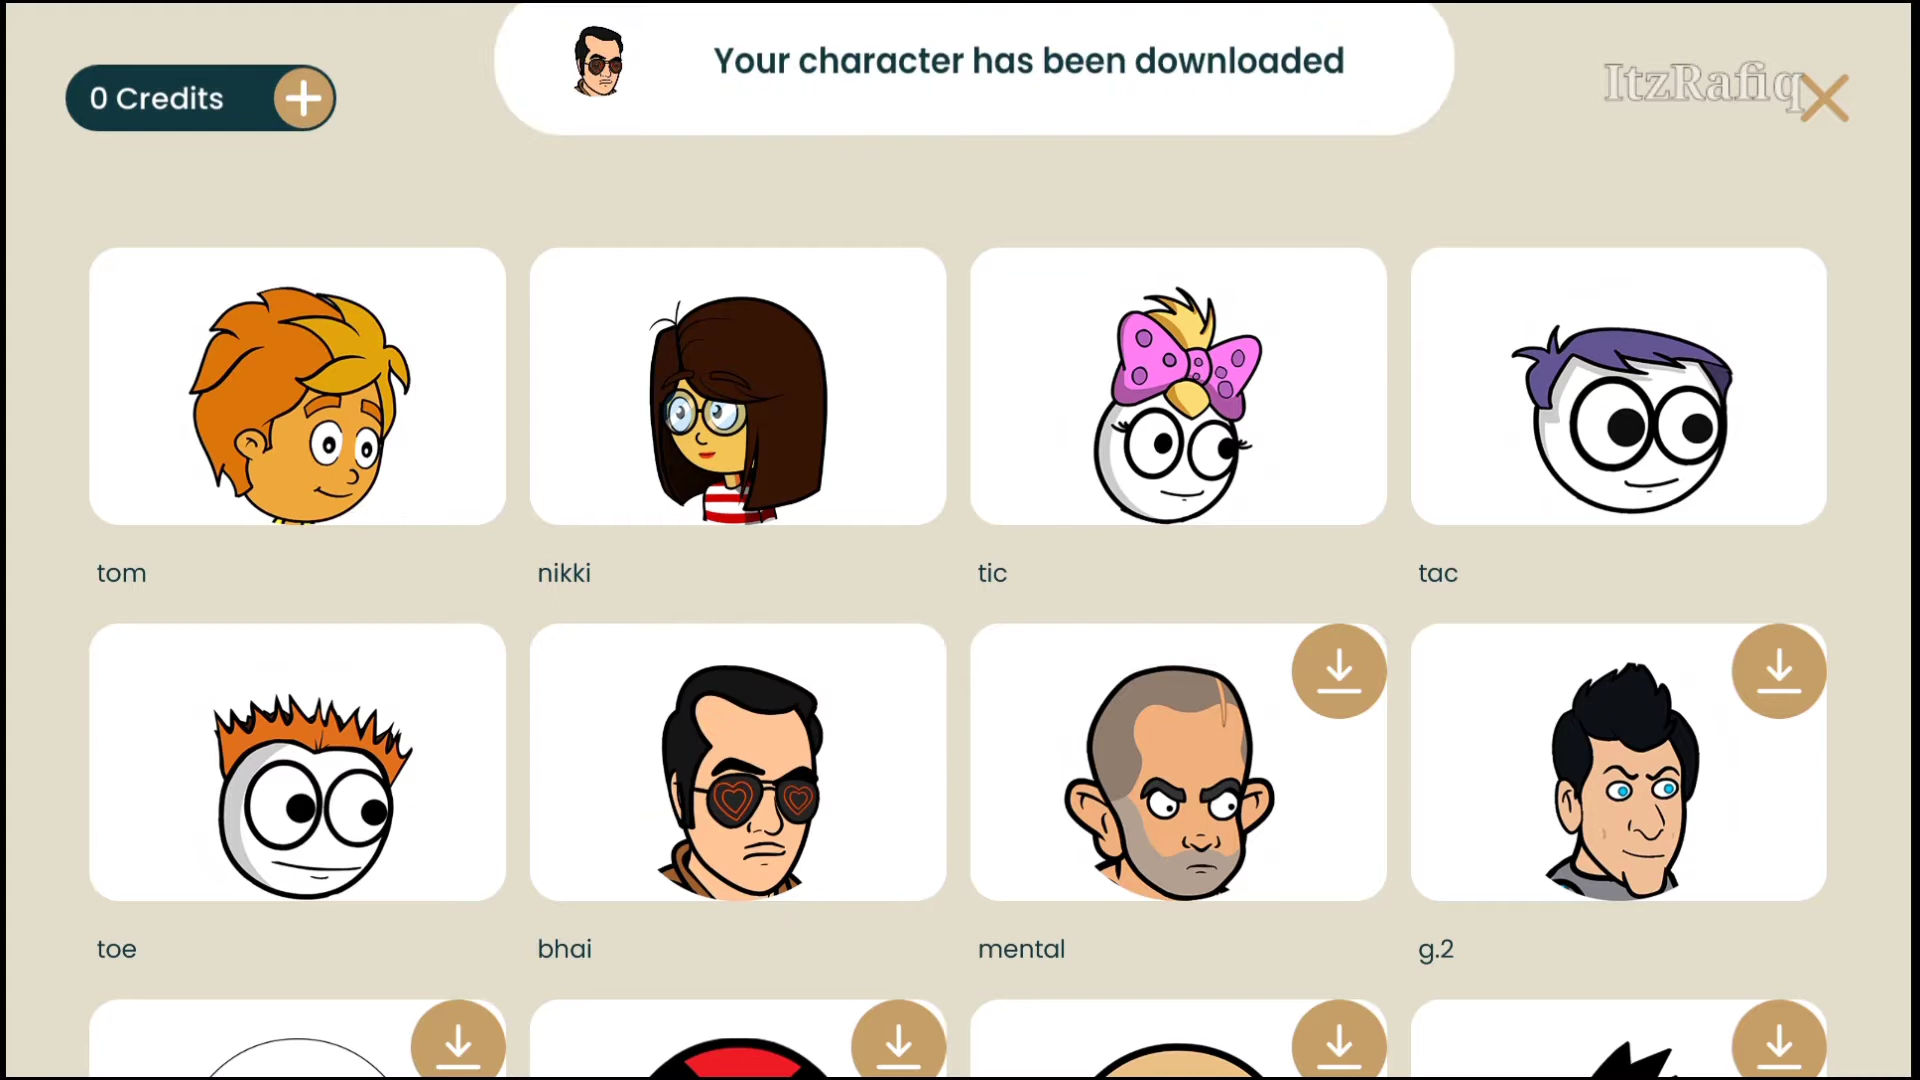 Your character has been downloaded
0 Credits
ItzRafiq
tom
nikki
tic
tac
toe
bhai
mental
g.2